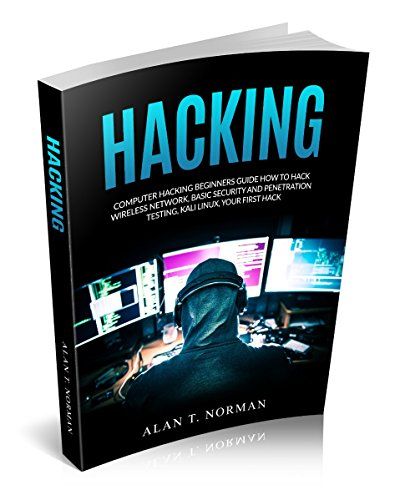 HACKING
COMPUTER HACKING BEGINNERS GUIDE HOW TO HACK
WIRELESS NETWORK, BASIC SECURITY AND PENETRATION
TESTING, KALI LINUX, YOUR FIRST HACK
ALAN T. NORMAN
HACKING
ALAN T. NORMAN